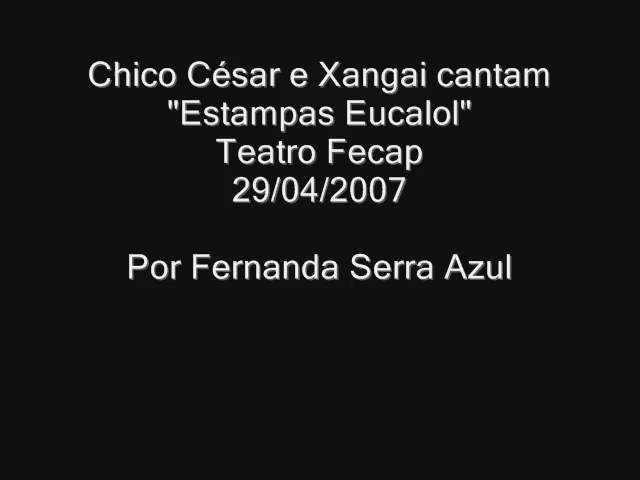 Chico César e Xangai cantam
"Estampas Eucalol"
Teatro Fecap
29/04/2007
Por Fernanda Serra Azul